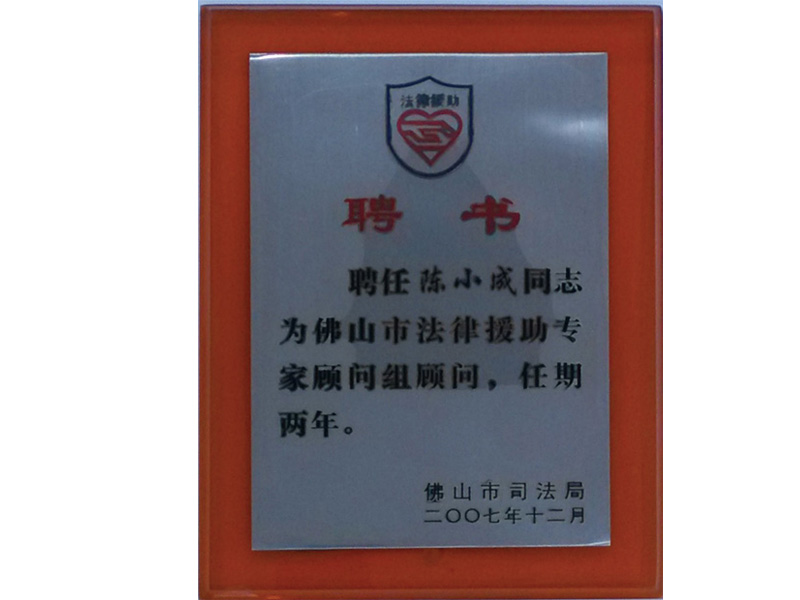 法律援助
聘 书
聘任陈小成同志
为佛山市法律援助专
家顾问组顾问，任期
两年。
佛山市司法局
二〇〇七年十二月